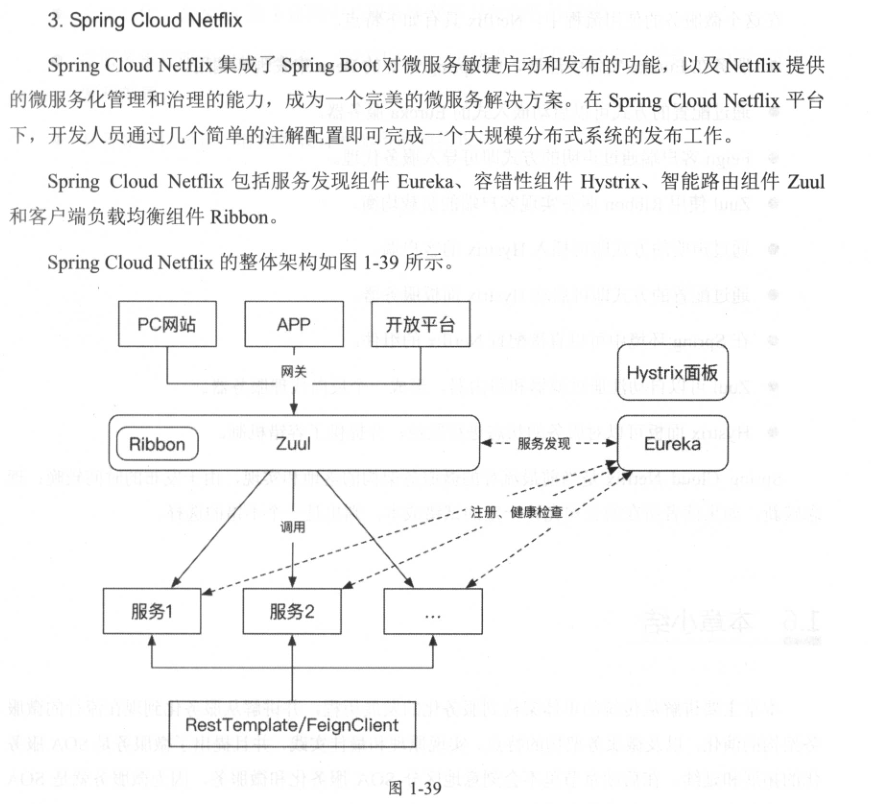 3. Spring Cloud Netflix
Spring Cloud Netflix 集成了 Spring Boot 对微服务敏捷启动和发布的功能，以及 Netflix 提供
的微服务化管理和治理的能力，成为一个完美的微服务解决方案。在 Spring Cloud Netflix 平台
下，开发人员通过几个简单的注解配置即可完成一个大规模分布式系统的发布工作。
Spring Cloud Netflix 包括服务发现组件 Eureka、容错性组件 Hystrix、智能路由组件 Zuul
和客户端负载均衡组件 Ribbon。
Spring Cloud Netflix 的整体架构如图 1-39 所示。
PC网站
APP
开放平台
网关
Hystrix面板
Ribbon
Zuul
服务发现
Eureka
注册、健康检查
调用
服务1
服务2
...
RestTemplate/FeignClient
图 1-39